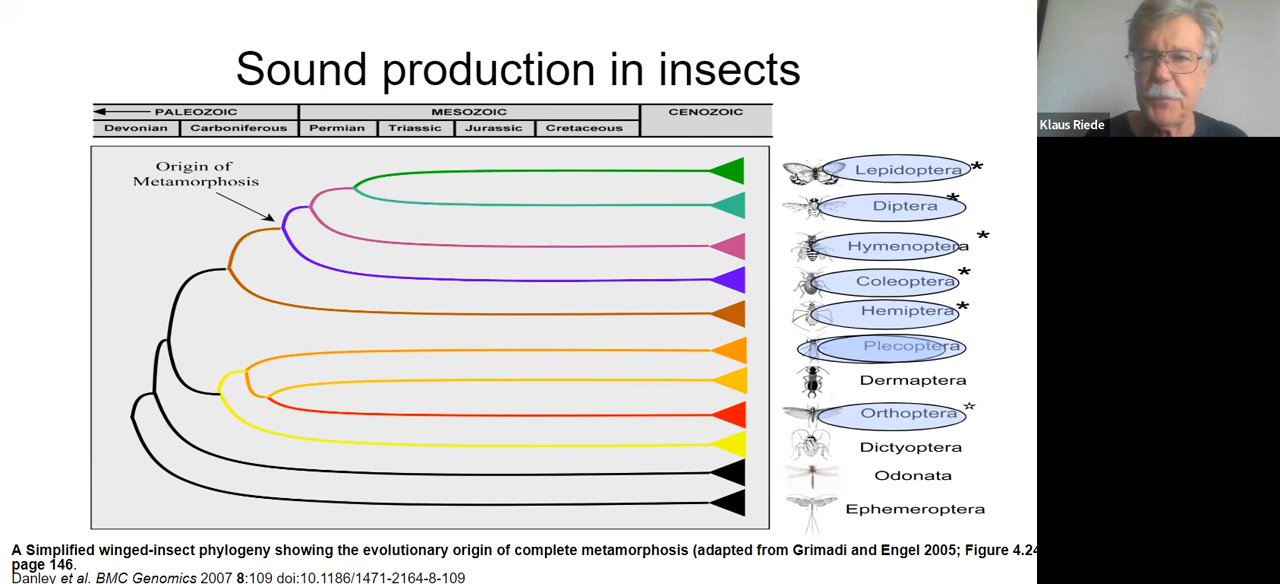 Sound production in insects
PALEOZOIC MESOZOIC CENOZOIC
Devonian Carboniferous Permian Triassic Jurassic Cretaceous
Origin of
Metamorphosis
Lepidoptera *
Diptera *
Hymenoptera *
Coleoptera *
Hemiptera *
Plecoptera
Dermaptera
Orthoptera ☆
Dictyoptera
Odonata
Ephemeroptera
A Simplified winged-insect phylogeny showing the evolutionary origin of complete metamorphosis (adapted from Grimadi and Engel 2005; Figure 4.24
page 146.
Danley et al. BMC Genomics 2007 8:109 doi:10.1186/1471-2164-8-109
Klaus Riede